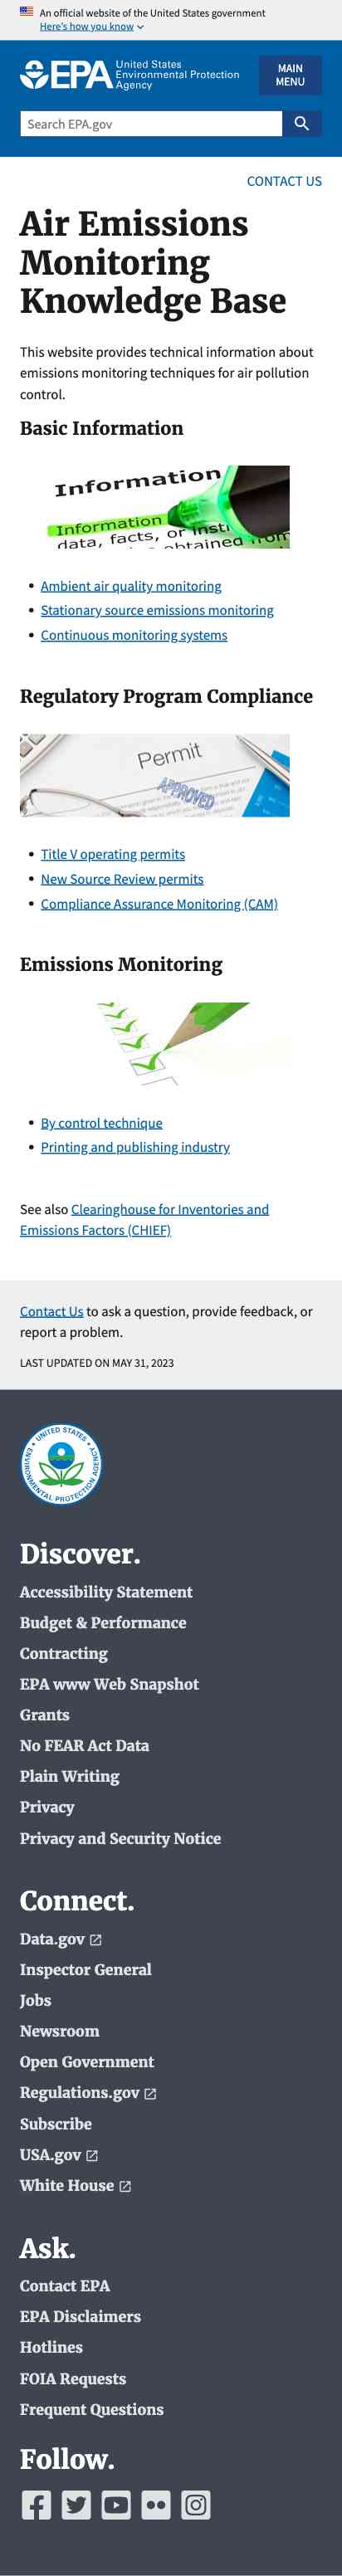 An official website of the United States government
Here's how you know
EPA United States
Environmental Protection
Agency
MAIN
MENU
Search EPA.gov
CONTACT US
Air Emissions
Monitoring
Knowledge Base
This website provides technical information about
emissions monitoring techniques for air pollution
control.
Basic Information
Information
Information
data, facts, or
Ambient air quality monitoring
Stationary source emissions monitoring
Continuous monitoring systems
Regulatory Program Compliance
Permit
APPROVED
Title V operating permits
New Source Review permits
Compliance Assurance Monitoring (CAM)
Emissions Monitoring
By control technique
Printing and publishing industry
See also Clearinghouse for Inventories and
Emissions Factors (CHIEF)
Contact Us to ask a question, provide feedback, or
report a problem.
LAST UPDATED ON MAY 31, 2023
UNITED STATES
ENVIRONMENTAL PROTECTION AGENCY
Discover.
Accessibility Statement
Budget & Performance
Contracting
EPA www Web Snapshot
Grants
No FEAR Act Data
Plain Writing
Privacy
Privacy and Security Notice
Connect.
Data.gov
Inspector General
Jobs
Newsroom
Open Government
Regulations.gov
Subscribe
USA.gov
White House
Ask.
Contact EPA
EPA Disclaimers
Hotlines
FOIA Requests
Frequent Questions
Follow.